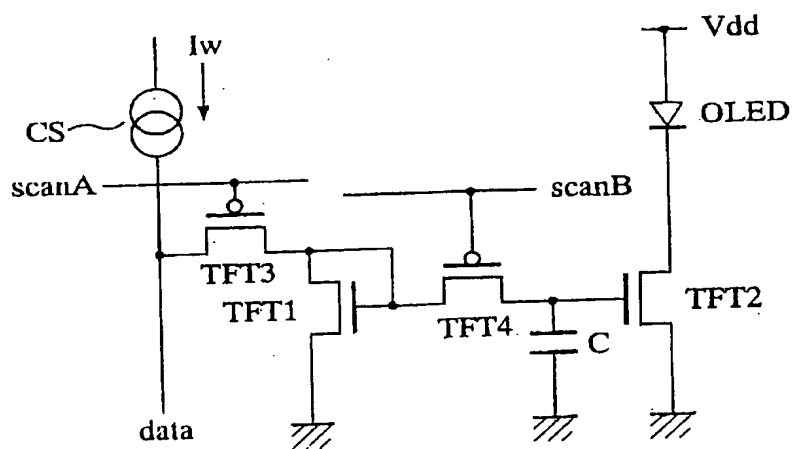 Iw
Vdd
CS
OLED
scanA
scanB
TFT3
TFT1
TFT4
C
TFT2
data